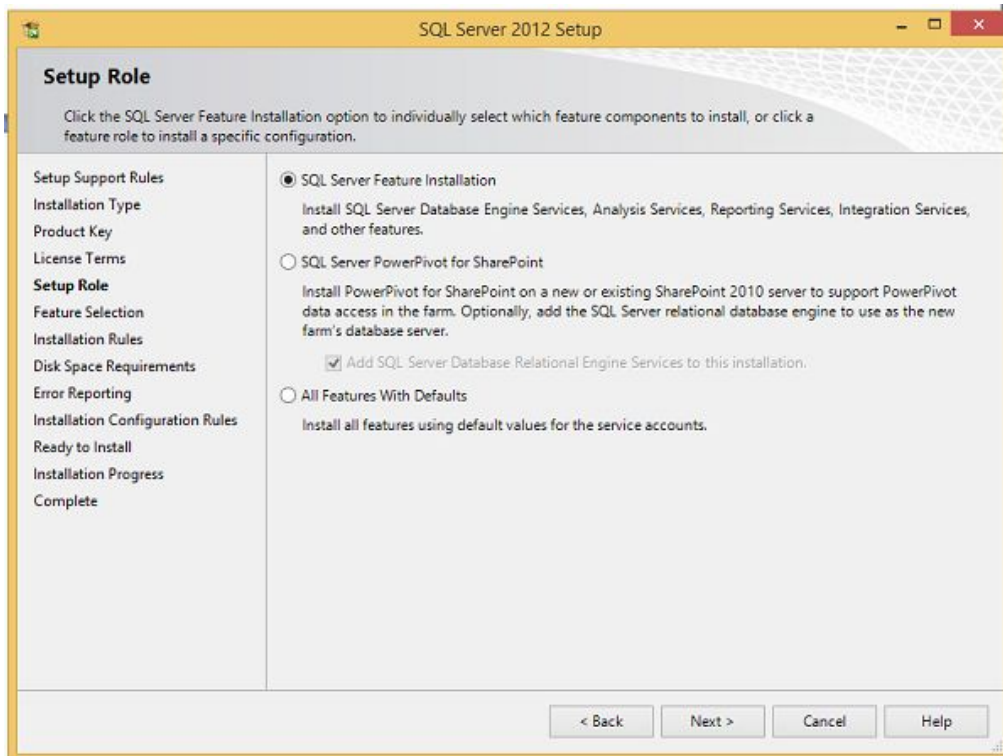 SQL Server 2012 Setup
Setup Role
Click the SQL Server Feature Installation option to individually select which feature components to install, or click a
feature role to install a specific configuration.
Setup Support Rules
Installation Type
Product Key
License Terms
Setup Role
Feature Selection
Installation Rules
Disk Space Requirements
Error Reporting
Installation Configuration Rules
Ready to Install
Installation Progress
Complete
SQL Server Feature Installation
Install SQL Server Database Engine Services, Analysis Services, Reporting Services, Integration Services,
and other features.
SQL Server PowerPivot for SharePoint
Install PowerPivot for SharePoint on a new or existing SharePoint 2010 server to support PowerPivot
data access in the farm. Optionally, add the SQL Server relational database engine to use as the new
farm's database server.
Add SQL Server Database Relational Engine Services to this installation.
All Features With Defaults
Install all features using default values for the service accounts.
< Back
Next >
Cancel
Help